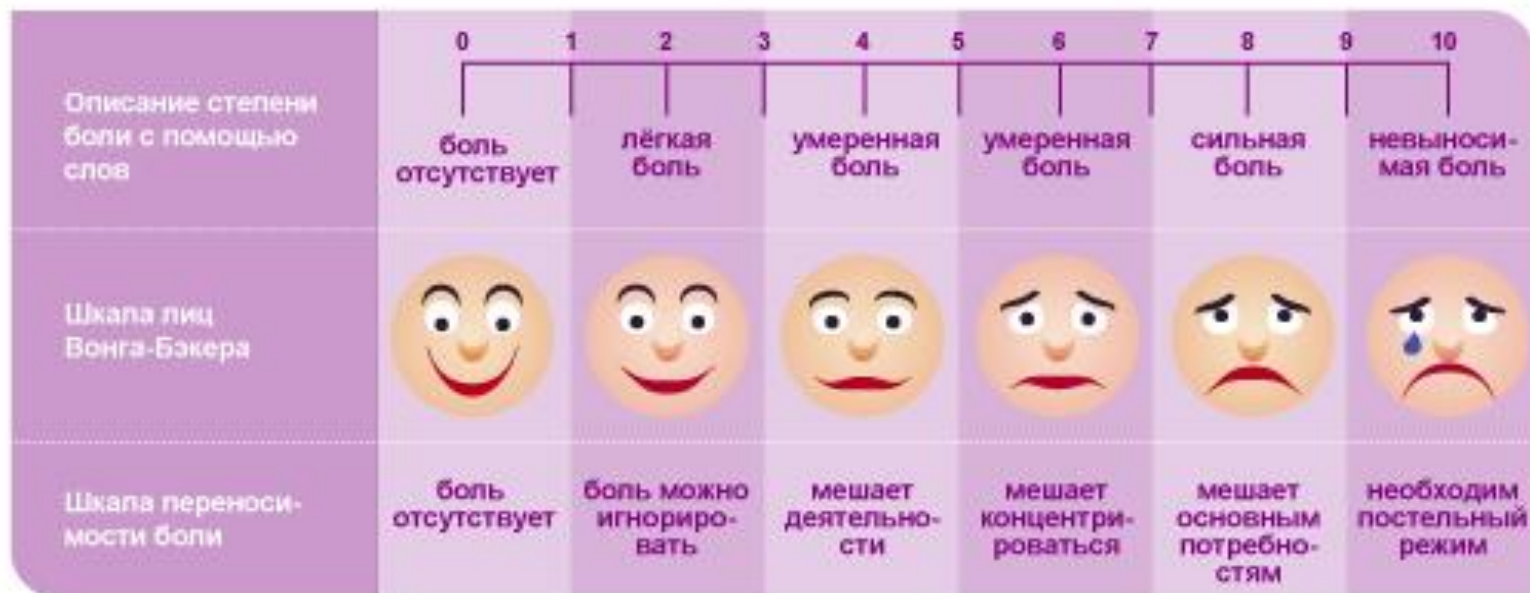 0 1 2 3 4 5 6 7 8 9 10
Описание степени
боли с помощью
слов
боль
отсутствует
лёгкая
боль
умеренная
боль
умеренная
боль
сильная
боль
невыноси-
мая боль
Шкала лиц
Вонга-Бэкера
Шкала переноси-
мости боли
боль
отсутствует
боль можно
игнориро-
вать
мешает
деятельно-
сти
мешает
концентри-
роваться
мешает
основным
потребно-
стям
необходим
постельный
режим